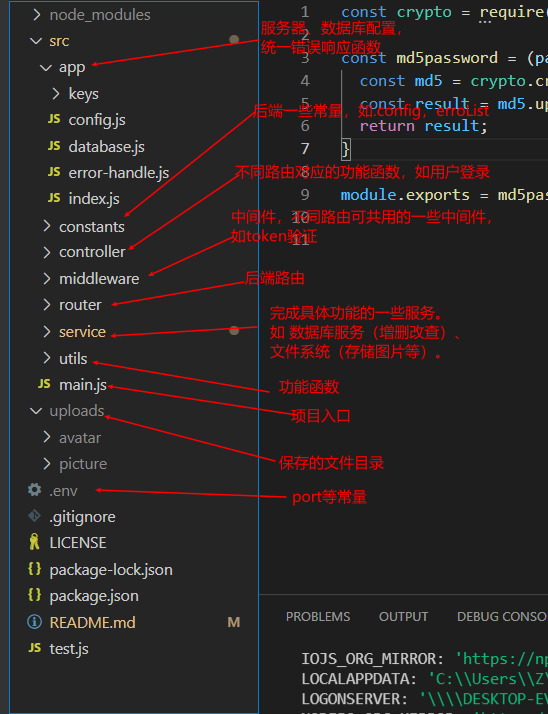 node_modules
src
app
keys
config.js
database.js
error-handle.js
index.js
constants
controller
middleware
router
service
utils
main.js
uploads
avatar
picture
.env
.gitignore
LICENSE
package-lock.json
package.json
README.md M
test.js
服务器、数据库配置，
统一错误响应函数
后端一些常量，如.config，erroList
不同路由对应的功能函数，如用户登录
中间件，不同路由可共用的一些中间件，
如token验证
后端路由
完成具体功能的一些服务。
如 数据库服务（增删改查）、
文件系统（存储图片等）。
功能函数
项目入口
保存的文件目录
port等常量
1 const crypto = require(
2
3 const md5password = (pa
4 const md5 = crypto.cr
5 const result = md5.up
6 return result;
7 }
8
9 module.exports = md5pas
10
11
PROBLEMS OUTPUT DEBUG CONSO
IOJS_ORG_MIRROR: 'https://np
LOCALAPPDATA: 'C:\\Users\\Z\
LOGONSERVER: '\\\\DESKTOP-E